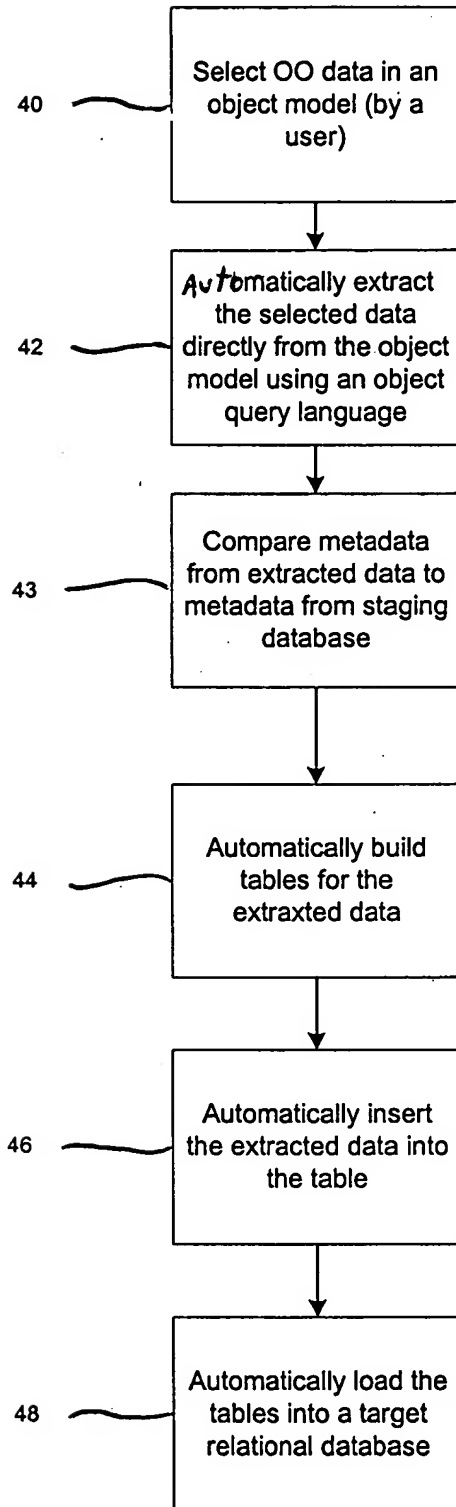 40
Select OO data in an
object model (by a
user)
42
Automatically extract
the selected data
directly from the object
model using an object
query language
43
Compare metadata
from extracted data to
metadata from staging
database
44
Automatically build
tables for the
extraxted data
46
Automatically insert
the extracted data into
the table
48
Automatically load the
tables into a target
relational database